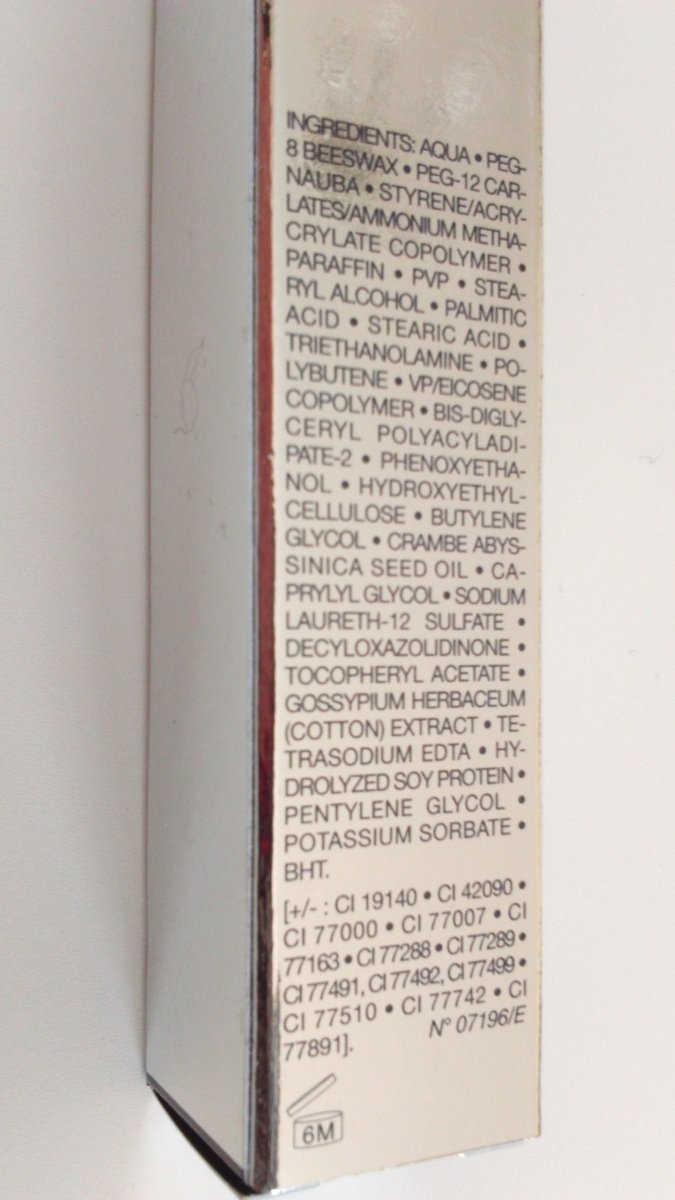 INGREDIENTS: AQUA • PEG-
8 BEESWAX • PEG-12 CAR-
NAUBA • STYRENE/ACRY-
LATES/AMMONIUM METHA-
CRYLATE COPOLYMER •
PARAFFIN • PVP • STEA-
RYL ALCOHOL • PALMITIC
ACID • STEARIC ACID •
TRIETHANOLAMINE • PO-
LYBUTENE • VP/EICOSENE
COPOLYMER • BIS-DIGLY-
CERYL POLYACYLADI-
PATE-2 • PHENOXYETHA-
NOL • HYDROXYETHYL-
CELLULOSE • BUTYLENE
GLYCOL • CRAMBE ABYS-
SINICA SEED OIL • CA-
PRYLYL GLYCOL • SODIUM
LAURETH-12 SULFATE •
DECYLOXAZOLIDINONE •
TOCOPHERYL ACETATE •
GOSSYPIUM HERBACEUM
(COTTON) EXTRACT • TE-
TRASODIUM EDTA • HY-
DROLYZED SOY PROTEIN •
PENTYLENE GLYCOL •
POTASSIUM SORBATE •
BHT.
[+/- : CI 19140 • CI 42090 •
CI 77000 • CI 77007 • CI
77163 • CI 77288 • CI 77289 •
CI 77491, CI 77492, CI 77499 •
CI 77510 • CI 77742 • CI
77891]. N° 07196/E
6M